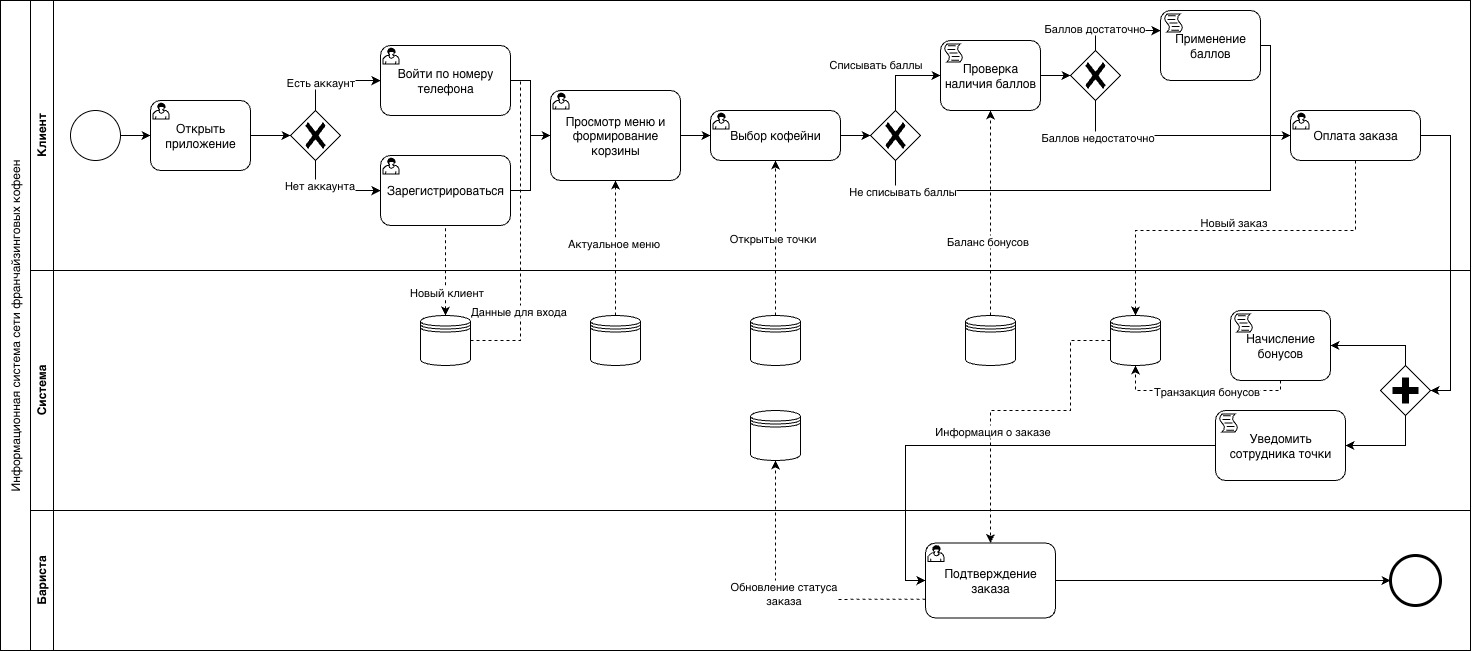 Информационная система сети франчайзинговых кофеен
Клиент
Открыть
приложение
Есть аккаунт
Нет аккаунта
Войти по номеру
телефона
Зарегистрироваться
Просмотр меню и
формирование
корзины
Выбор кофейни
Списывать баллы
Не списывать баллы
Проверка
наличия баллов
Баллов достаточно
Баллов недостаточно
Применение
баллов
Оплата заказа
Новый заказ
Актуальное меню
Открытые точки
Баланс бонусов
Система
Новый клиент
Данные для входа
Начисление
бонусов
Транзакция бонусов
Информация о заказе
Уведомить
сотрудника точки
Бариста
Обновление статуса
заказа
Подтверждение
заказа